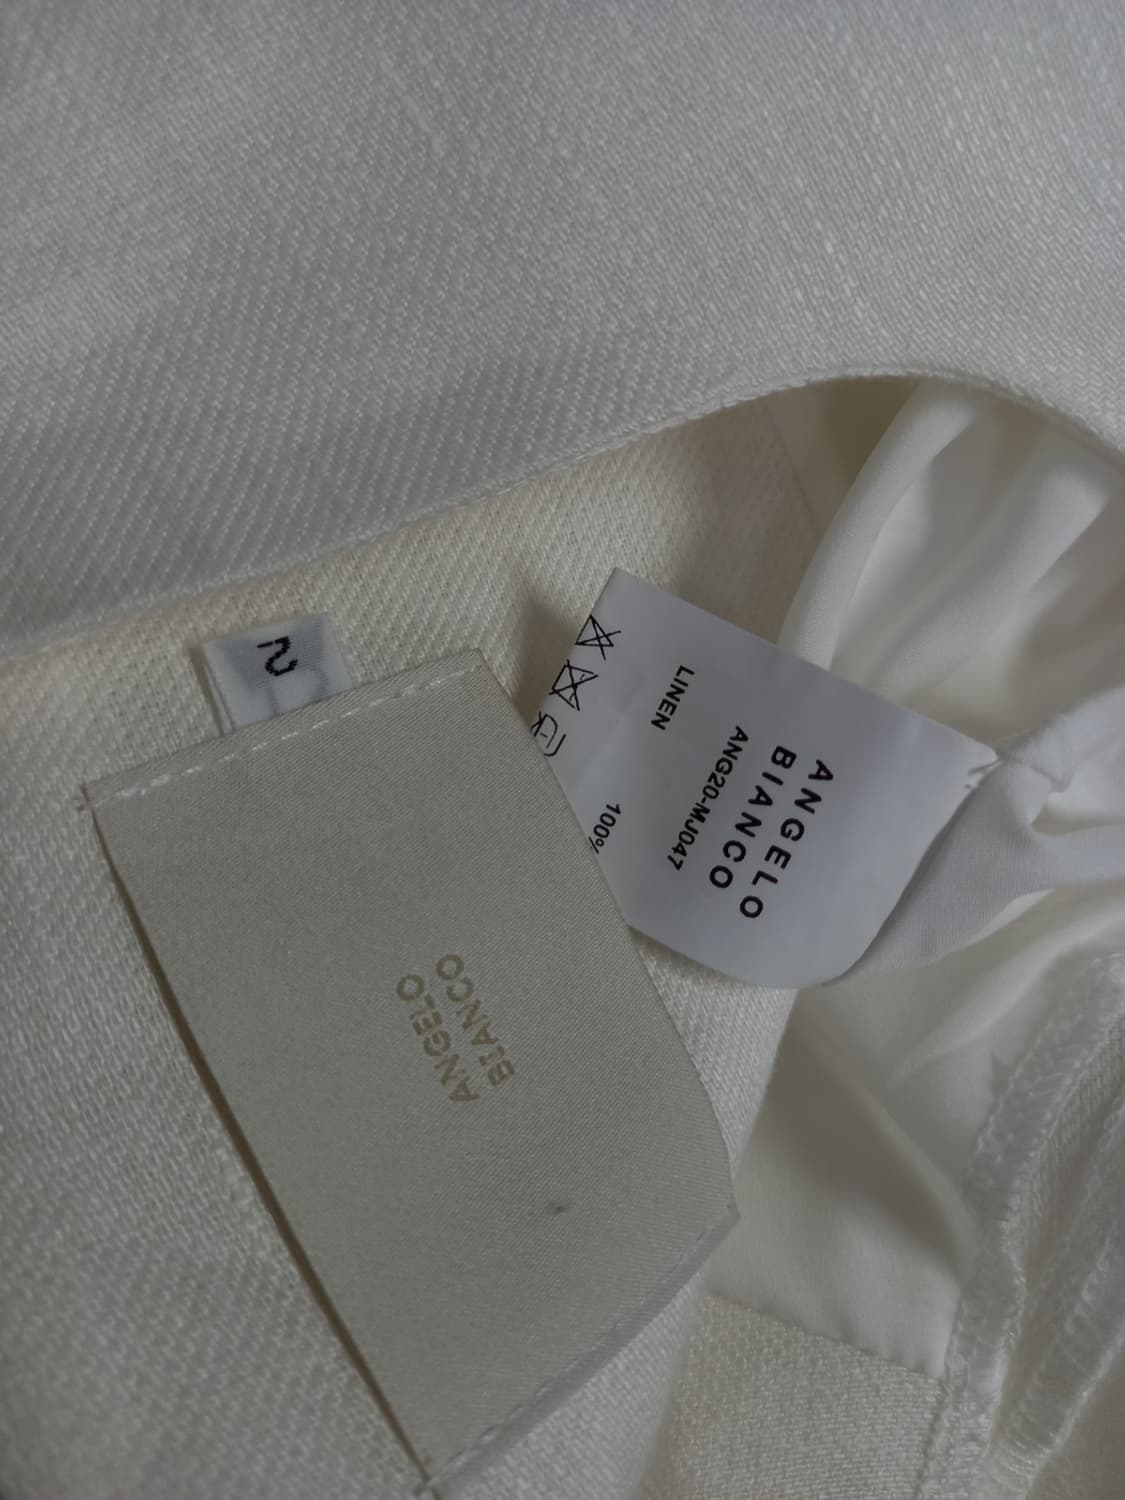 2
ANGELO
BIANCO
ANGELO
BIANCO
ANG20-MJ047
LINEN
100%